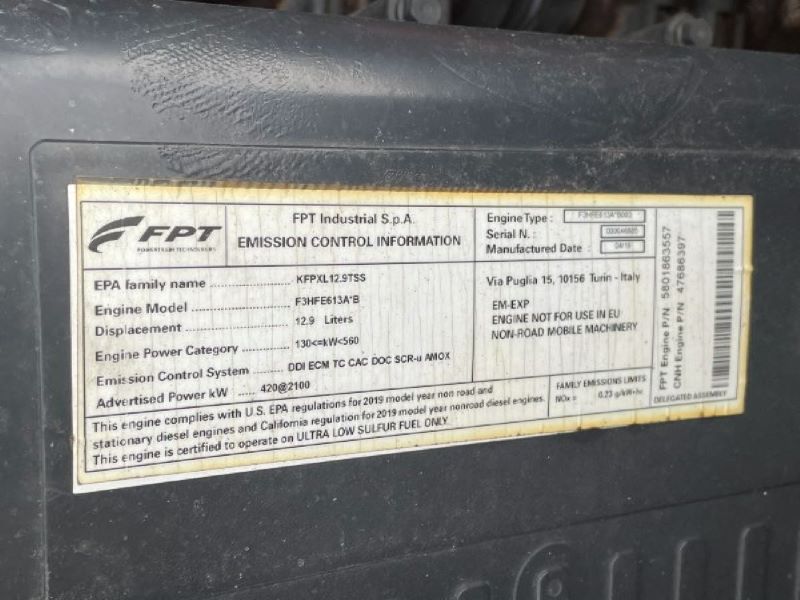 FPT
POWERTRAIN TECHNOLOGIES
FPT Industrial S.p.A.
EMISSION CONTROL INFORMATION
Engine Type : F3HFE613A*B003
Serial N. :
Manufactured Date : 04/19
EPA family name KFPXL12.9TSS
Engine Model F3HFE613A*B
Displacement 12.9 Liters
Engine Power Category 130<=kW<560
Emission Control System DDI ECM TC CAC DOC SCR-u AMOX
Advertised Power kW 420@2100
Via Puglia 15, 10156 Turin - Italy
EM-EXP
ENGINE NOT FOR USE IN EU
NON-ROAD MOBILE MACHINERY
This engine complies with U.S. EPA regulations for 2019 model year non road and
stationary diesel engines and California regulation for 2019 model year nonroad diesel engines.
This engine is certified to operate on ULTRA LOW SULFUR FUEL ONLY.
FAMILY EMISSIONS LIMITS
NOx = 0.23 g/kW-hr
FPT Engine P/N 5801863557
CNH Engine P/N 47686397
DELEGATED ASSEMBLY